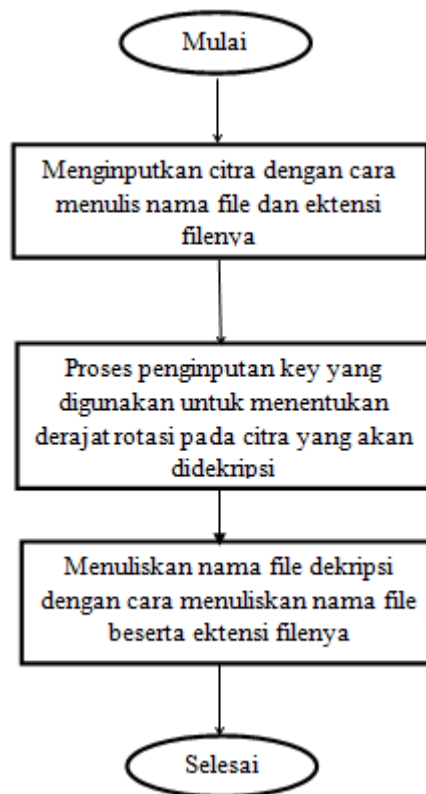 Mulai
Menginputkan citra dengan cara
menulis nama file dan ektensi
filenya
Proses penginputan key yang
digunakan untuk menentukan
derajat rotasi pada citra yang akan
didekripsi
Menuliskan nama file dekripsi
dengan cara menuliskan nama file
beserta ektensi filenya
Selesai